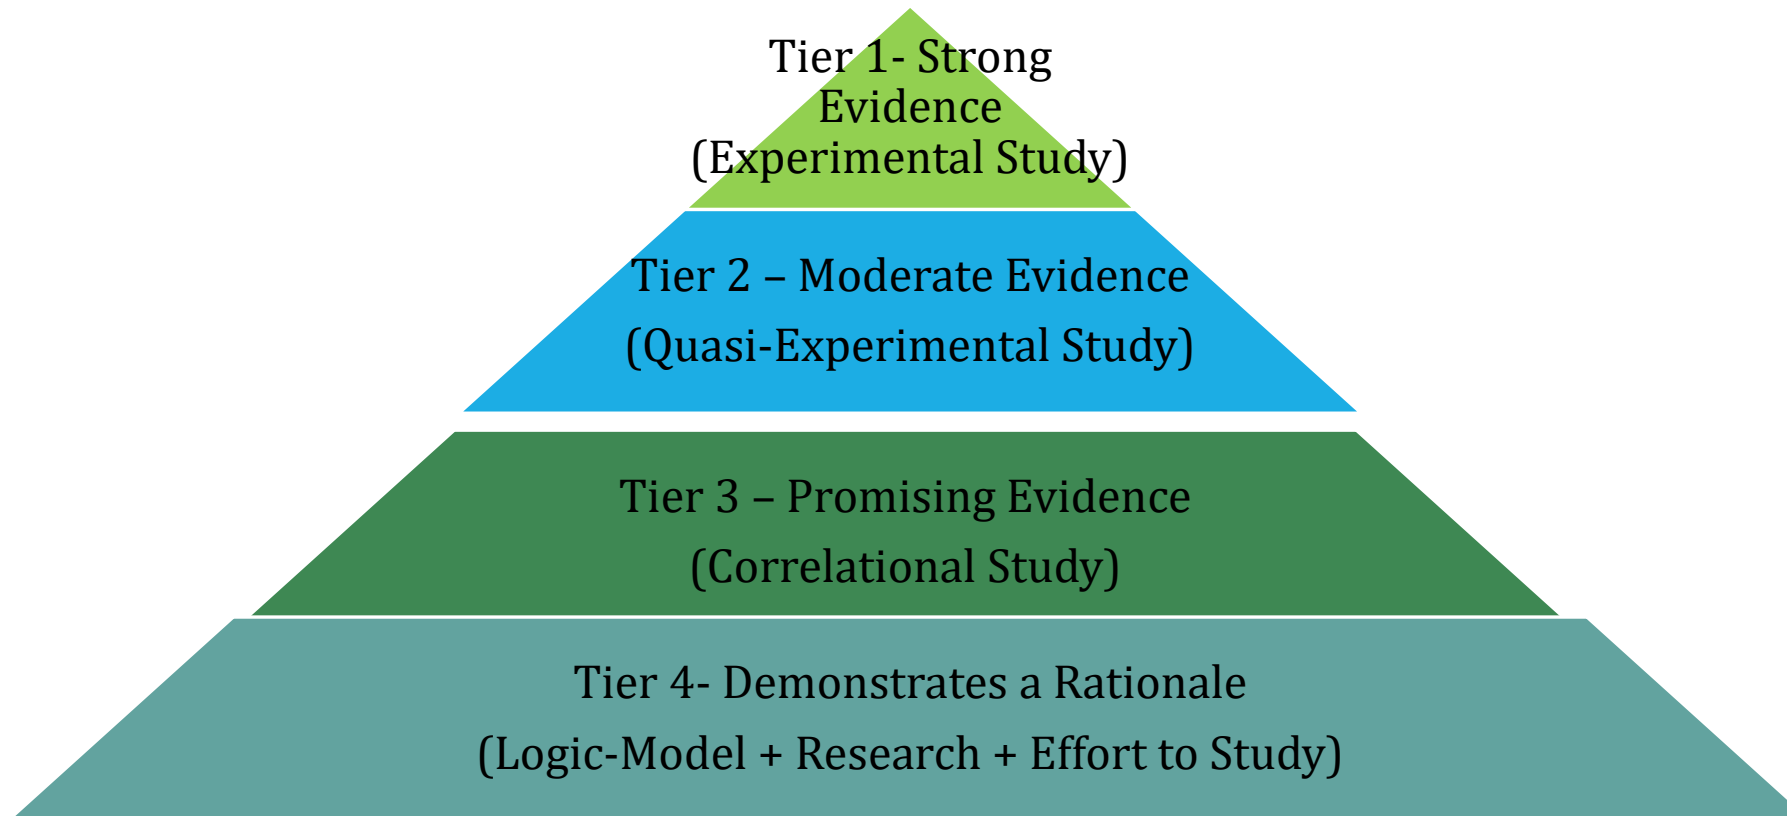 Tier 1- Strong
Evidence
(Experimental Study)
Tier 2 – Moderate Evidence
(Quasi-Experimental Study)
Tier 3 – Promising Evidence
(Correlational Study)
Tier 4- Demonstrates a Rationale
(Logic-Model + Research + Effort to Study)